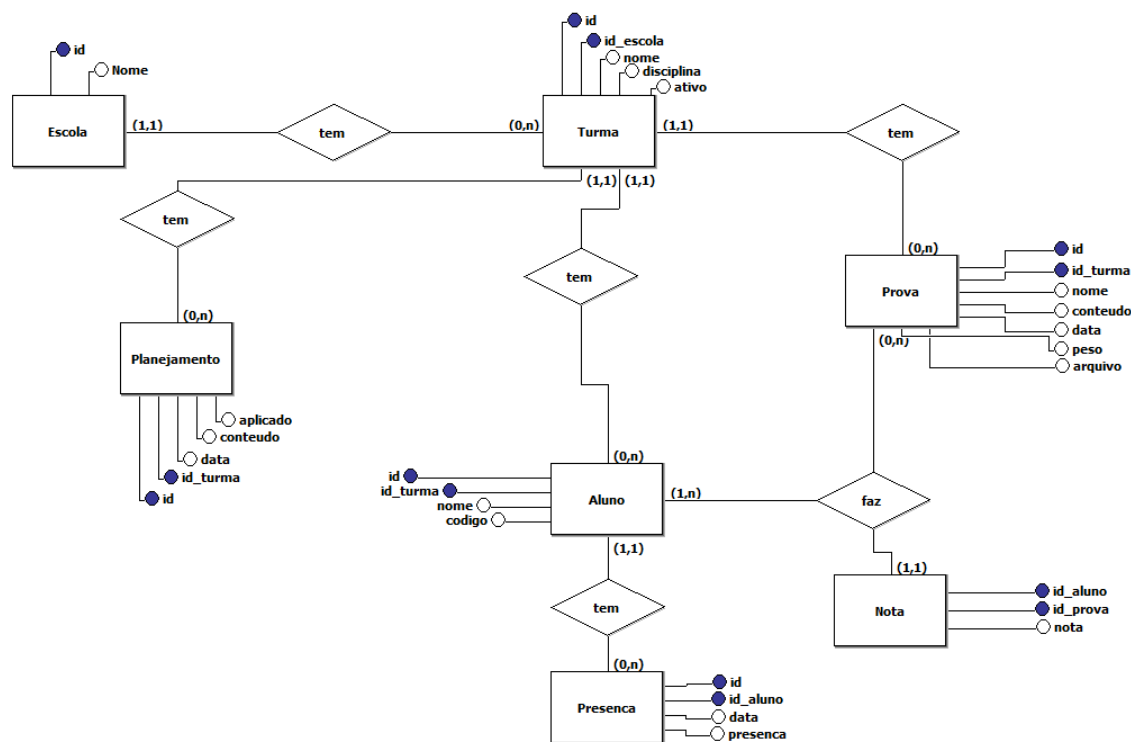 id
id_escola
nome
disciplina
ativo
id
Nome
Escola
(1,1)
tem
(0,n)
Turma
(1,1)
tem
(1,1)
(1,1)
tem
tem
(0,n)
id
id_turma
nome
conteudo
data
peso
arquivo
Prova
(0,n)
(0,n)
Planejamento
aplicado
conteudo
data
id_turma
id
(0,n)
id
id_turma
nome
codigo
Aluno
(1,n)
faz
(1,1)
(1,1)
tem
Nota
id_aluno
id_prova
nota
(0,n)
Presenca
id
id_aluno
data
presenca